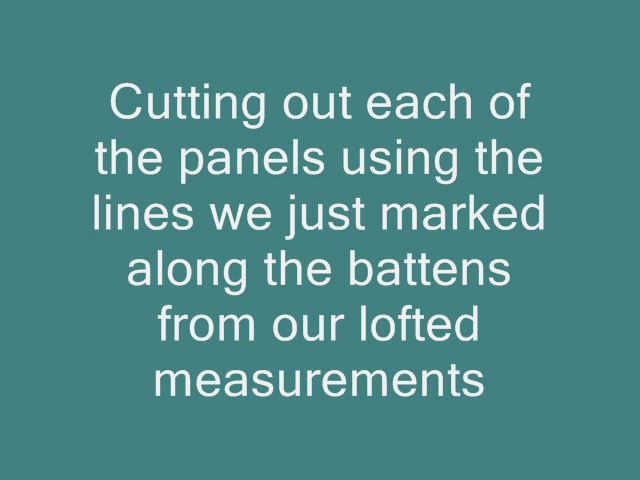 Cutting out each of
the panels using the
lines we just marked
along the battens
from our lofted
measurements